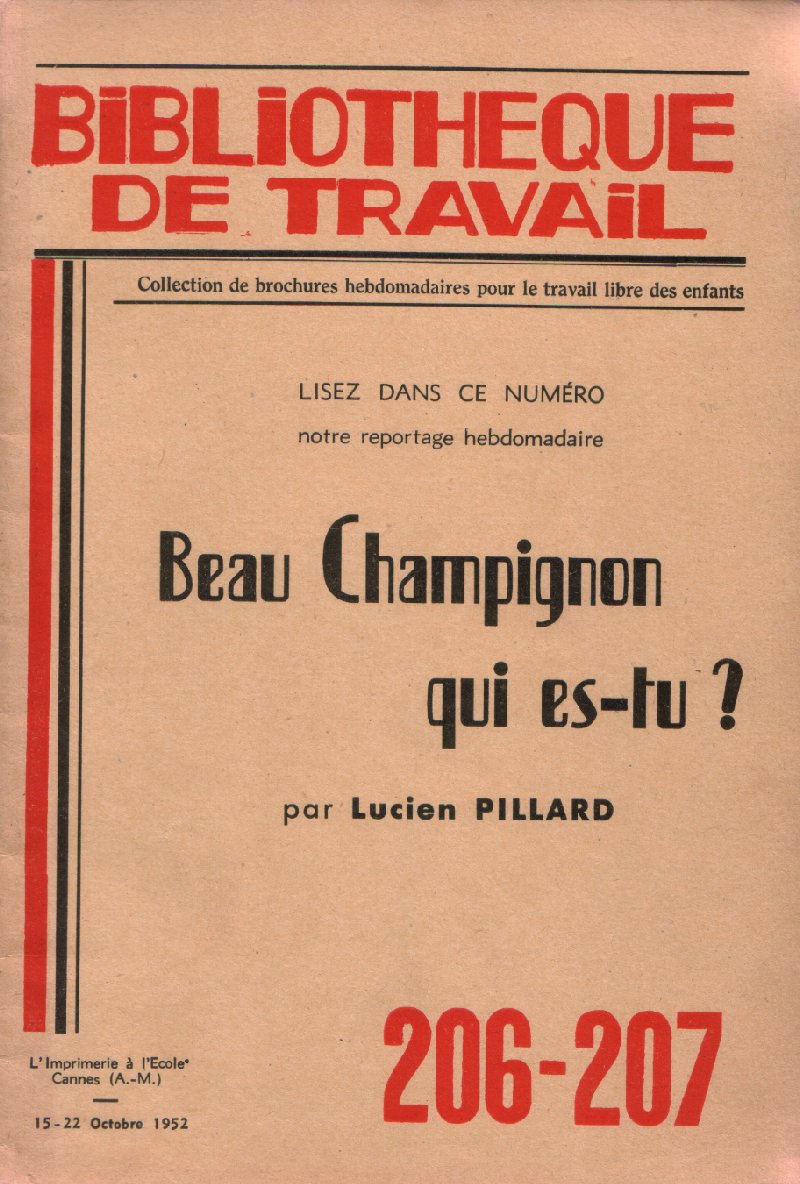 BiBLiOTHEQUE
DE TRAVAiL
Collection de brochures hebdomadaires pour le travail libre des enfants
LISEZ DANS CE NUMÉRO
notre reportage hebdomadaire
Beau Champignon
qui es-tu ?
par Lucien PILLARD
206-207
L'Imprimerie à l'Ecole"
Cannes (A.-M.)
15-22 Octobre 1952